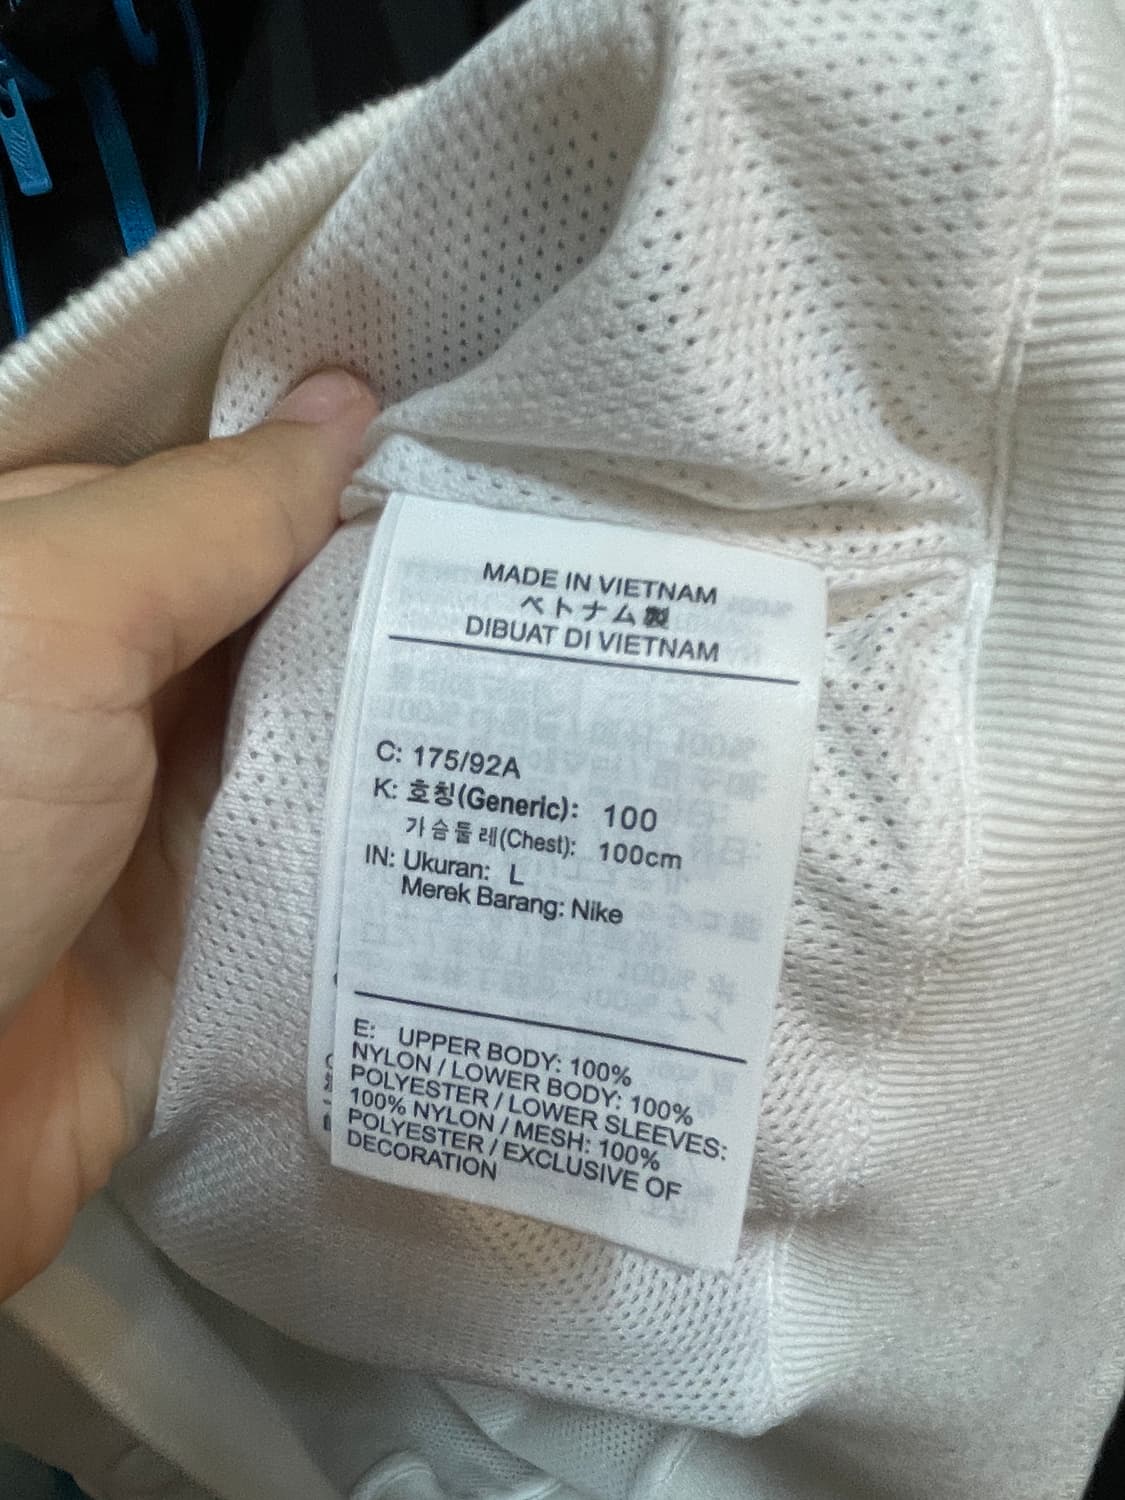 MADE IN VIETNAM
ベトナム製
DIBUAT DI VIETNAM
C: 175/92A
K: 호칭(Generic): 100
가슴둘레(Chest): 100cm
IN: Ukuran: L
Merek Barang: Nike
E: UPPER BODY: 100%
NYLON / LOWER BODY: 100%
POLYESTER / LOWER SLEEVES:
100% NYLON / MESH: 100%
POLYESTER / EXCLUSIVE OF
DECORATION